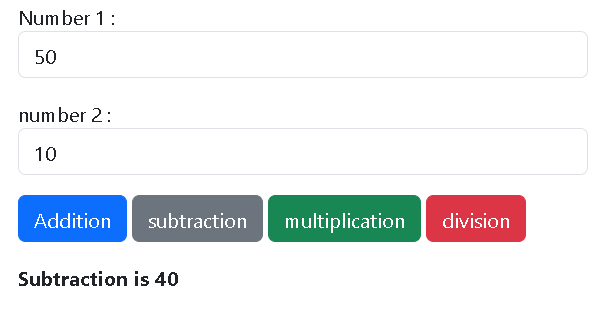 Number 1 :
50
number 2 :
10
Addition subtraction multiplication division
Subtraction is 40